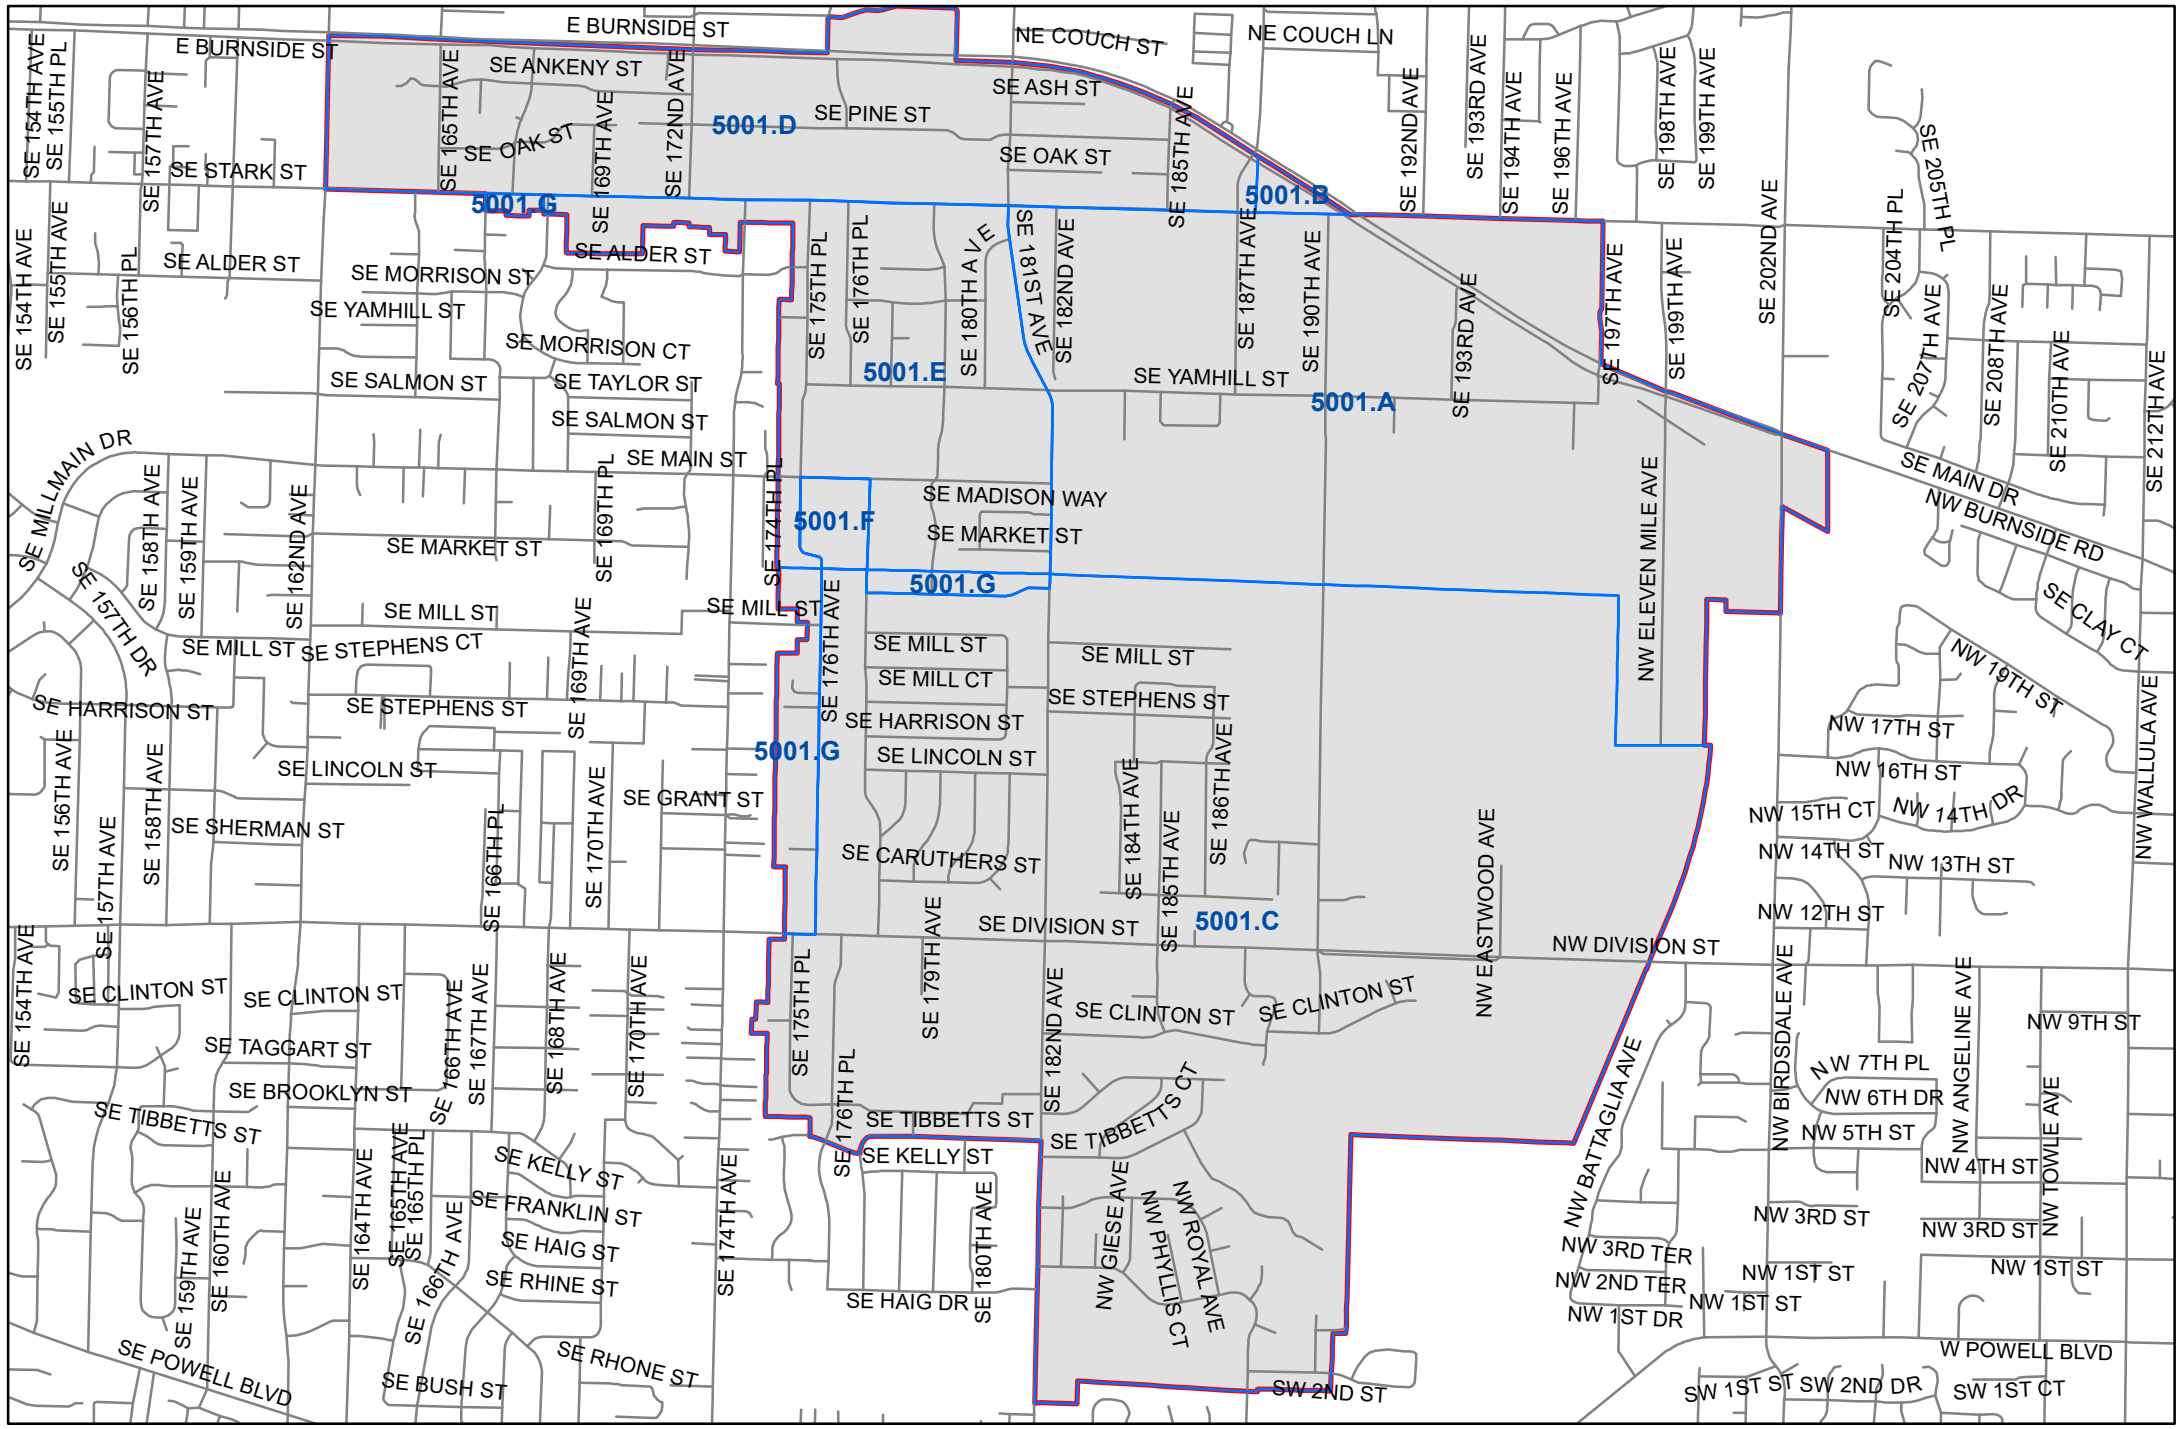 E BURNSIDE ST
E BURNSIDE ST
NE COUCH ST
NE COUCH LN
SE 154TH AVE
SE 155TH PL
SE 157TH AVE
SE 165TH AVE
SE ANKENY ST
SE 172ND AVE
SE ASH ST
SE PINE ST
5001.D
SE OAK ST
SE 169TH AVE
SE OAK ST
SE 185TH AVE
SE 192ND AVE
SE 193RD AVE
SE 194TH AVE
SE 196TH AVE
SE 198TH AVE
SE 199TH AVE
SE 205TH PL
SE STARK ST
5001.G
5001.B
SE 154TH AVE
SE 155TH AVE
SE 156TH PL
SE ALDER ST
SE ALDER ST
SE MORRISON ST
SE YAMHILL ST
SE MORRISON CT
SE SALMON ST
SE TAYLOR ST
SE SALMON ST
SE MAIN ST
SE 175TH PL
SE 176TH PL
SE 180TH AVE
SE 181ST AVE
SE 182ND AVE
SE 187TH AVE
SE 190TH AVE
SE 193RD AVE
SE 197TH AVE
SE 199TH AVE
SE 202ND AVE
SE 204TH PL
SE 207TH AVE
SE 208TH AVE
SE 210TH AVE
SE 212TH AVE
5001.E
SE YAMHILL ST
5001.A
SE MILLMAIN DR
SE 158TH AVE
SE 159TH AVE
SE 162ND AVE
SE 169TH PL
SE 174TH PL
SE MARKET ST
SE MADISON WAY
5001.F
SE MARKET ST
5001.G
NW ELEVEN MILE AVE
SE MAIN DR
NW BURNSIDE RD
SE CLAY CT
SE 157TH DR
SE MILL ST
SE MILL ST
SE MILL ST
SE STEPHENS CT
SE 169TH AVE
SE 176TH AVE
SE MILL ST
SE MILL ST
SE MILL CT
SE STEPHENS ST
SE HARRISON ST
SE STEPHENS ST
SE HARRISON ST
NW 19TH ST
NW 17TH ST
SE 156TH AVE
SE 158TH AVE
SE LINCOLN ST
5001.G
SE LINCOLN ST
NW 16TH ST
NW WALLULA AVE
SE 157TH AVE
SE SHERMAN ST
SE 166TH PL
SE 170TH AVE
SE GRANT ST
SE 184TH AVE
SE 185TH AVE
SE 186TH AVE
NW EASTWOOD AVE
NW 15TH CT
NW 14TH DR
SE CARUTHERS ST
NW 14TH ST
NW 13TH ST
NW 12TH ST
SE DIVISION ST
5001.C
NW DIVISION ST
SE 154TH AVE
SE CLINTON ST
SE CLINTON ST
SE 166TH AVE
SE 167TH AVE
SE 168TH AVE
SE 170TH AVE
SE 175TH PL
SE 179TH AVE
SE 182ND AVE
SE CLINTON ST
SE CLINTON ST
NW BIRDSDALE AVE
NW ANGELINE AVE
NW 9TH ST
SE TAGGART ST
SE BROOKLYN ST
SE TIBBETTS ST
SE 176TH PL
SE TIBBETTS ST
SE TIBBETTS CT
NW BATTAGLIA AVE
NW 7TH PL
NW 6TH DR
NW 5TH ST
NW 4TH ST
NW TOWLE AVE
SE KELLY ST
SE KELLY ST
SE 164TH AVE
SE 165TH AVE
SE 165TH PL
SE 159TH AVE
SE 160TH AVE
SE 166TH AVE
SE FRANKLIN ST
SE HAIG ST
SE RHINE ST
SE 174TH AVE
SE 180TH AVE
SE HAIG DR
NW GIESE AVE
NW PHYLLIS CT
NW ROYAL AVE
NW 3RD ST
NW 3RD ST
NW 3RD TER
NW 2ND TER
NW 1ST DR
NW 1ST ST
NW 1ST ST
NW 1ST ST
SE POWELL BLVD
SE BUSH ST
SE RHONE ST
SW 2ND ST
W POWELL BLVD
SW 1ST ST
SW 2ND DR
SW 1ST CT